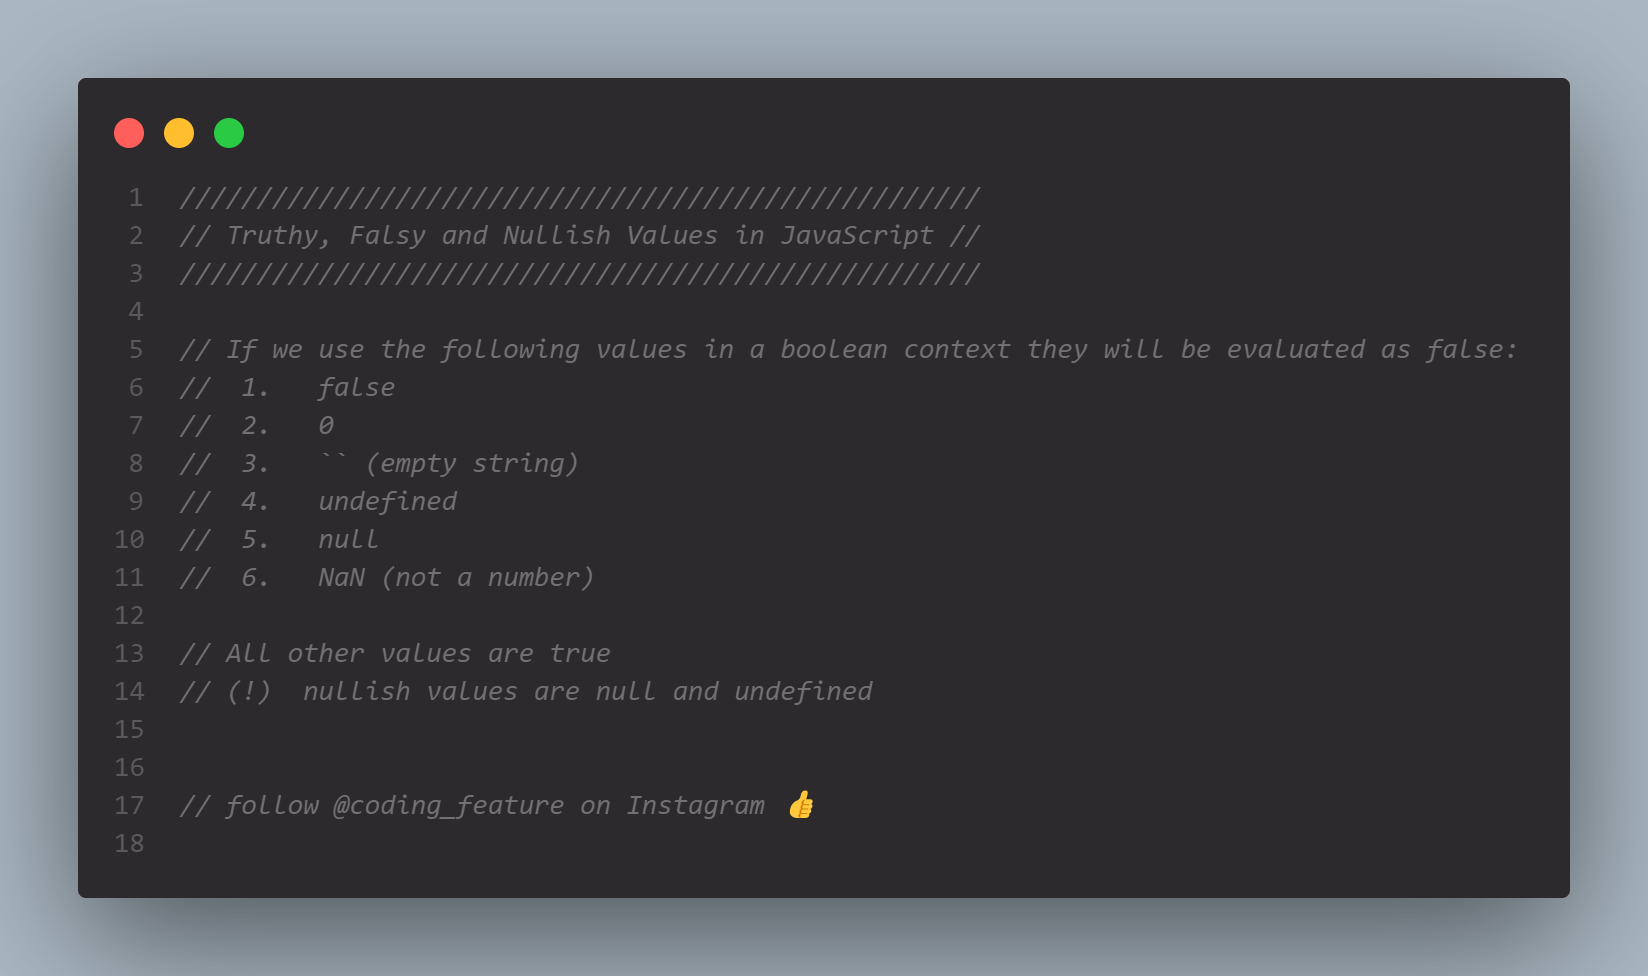 1 ////////////////////////////////////////////////////
2 // Truthy, Falsy and Nullish Values in JavaScript //
3 ////////////////////////////////////////////////////
4
5 // If we use the following values in a boolean context they will be evaluated as false:
6 //  1.   false
7 //  2.   0
8 //  3.   `` (empty string)
9 //  4.   undefined
10 //  5.   null
11 //  6.   NaN (not a number)
12
13 // All other values are true
14 // (!)  nullish values are null and undefined
15
16
17 // follow @coding_feature on Instagram 👍
18